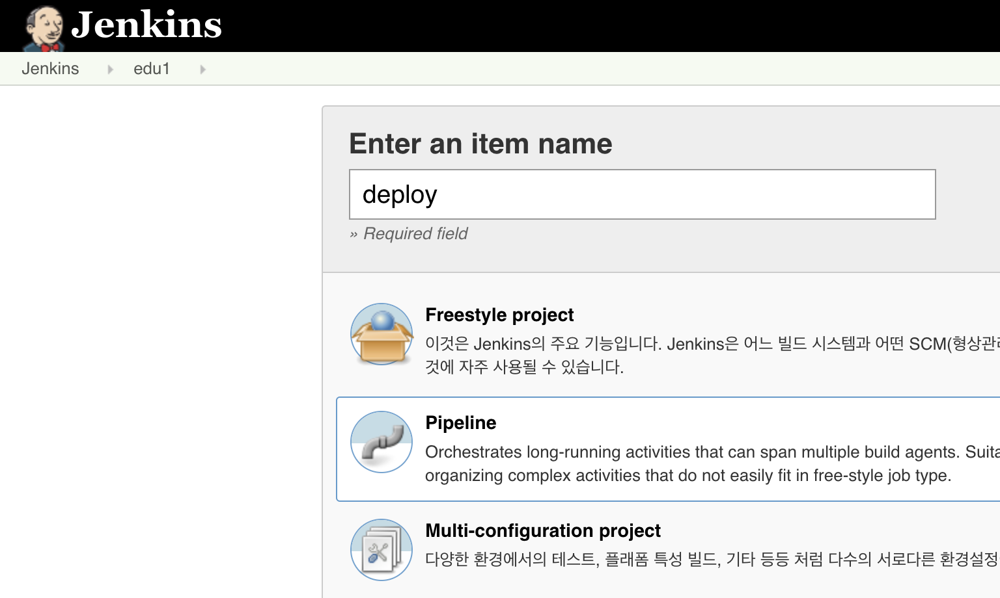 Jenkins
Jenkins
edu1
Enter an item name
deploy
» Required field
Freestyle project
이것은 Jenkins의 주요 기능입니다. Jenkins은 어느 빌드 시스템과 어떤 SCM(형상관리
것에 자주 사용될 수 있습니다.
Pipeline
Orchestrates long-running activities that can span multiple build agents. Suita
organizing complex activities that do not easily fit in free-style job type.
Multi-configuration project
다양한 환경에서의 테스트, 플래폼 특성 빌드, 기타 등등 처럼 다수의 서로다른 환경설정